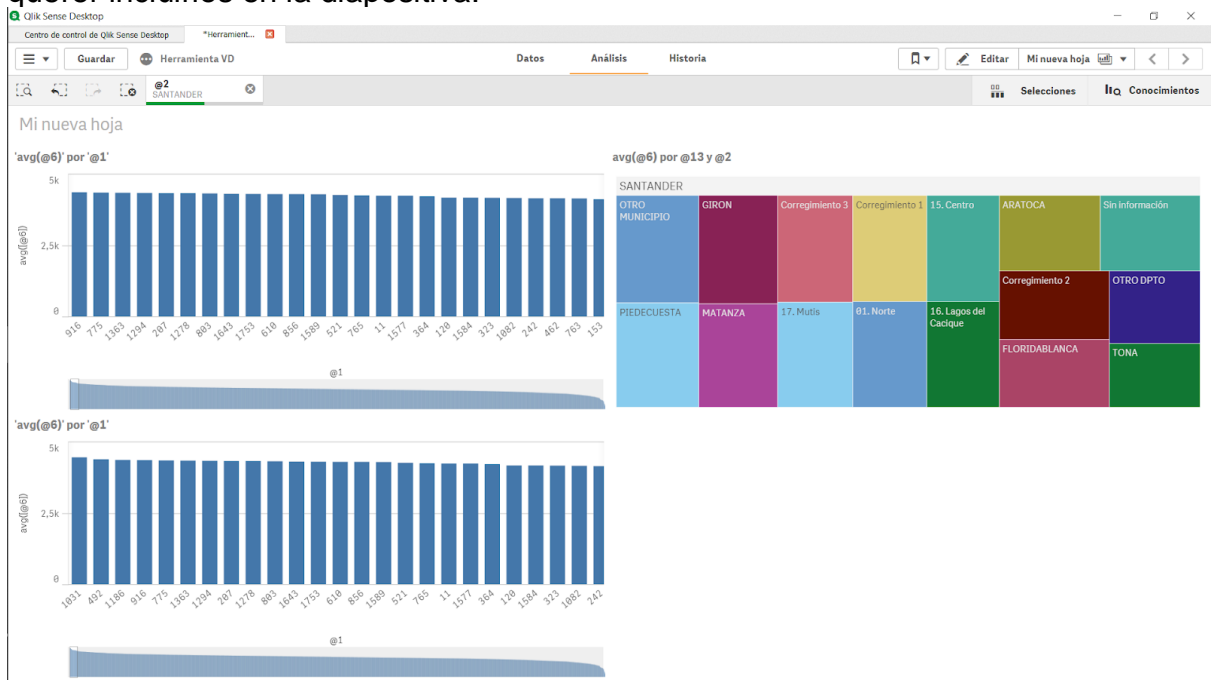 querer incluirlos en la diapositiva.
Qlik Sense Desktop
Centro de control de Qlik Sense Desktop
*Herramient...
Guardar
Herramienta VD
Datos
Análisis
Historia
Editar
Mi nueva hoja
@2
SANTANDER
Selecciones
Conocimientos
Mi nueva hoja
'avg(@6)' por '@1'
5k
2,5k
0
avg([@6])
916 775 1363 1294 207 1278 803 1643 1753 610 856 1589 521 765 11 1577 364 120 1584 323 1082 242 462 763 153
@1
avg(@6) por @13 y @2
SANTANDER
OTRO
MUNICIPIO
GIRON
Corregimiento 3
Corregimiento 1
15. Centro
ARATOCA
Sin información
Corregimiento 2
OTRO DPTO
PIEDECUESTA
MATANZA
17. Mutis
01. Norte
16. Lagos del
Cacique
FLORIDABLANCA
TONA
'avg(@6)' por '@1'
5k
2,5k
0
avg([@6])
1031 492 1186 916 775 1363 1294 207 1278 803 1643 1753 610 856 1589 521 765 11 1577 364 120 1584 323 1082 242
@1